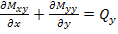 ∂M_xy/∂x + ∂M_yy/∂y = Q_y